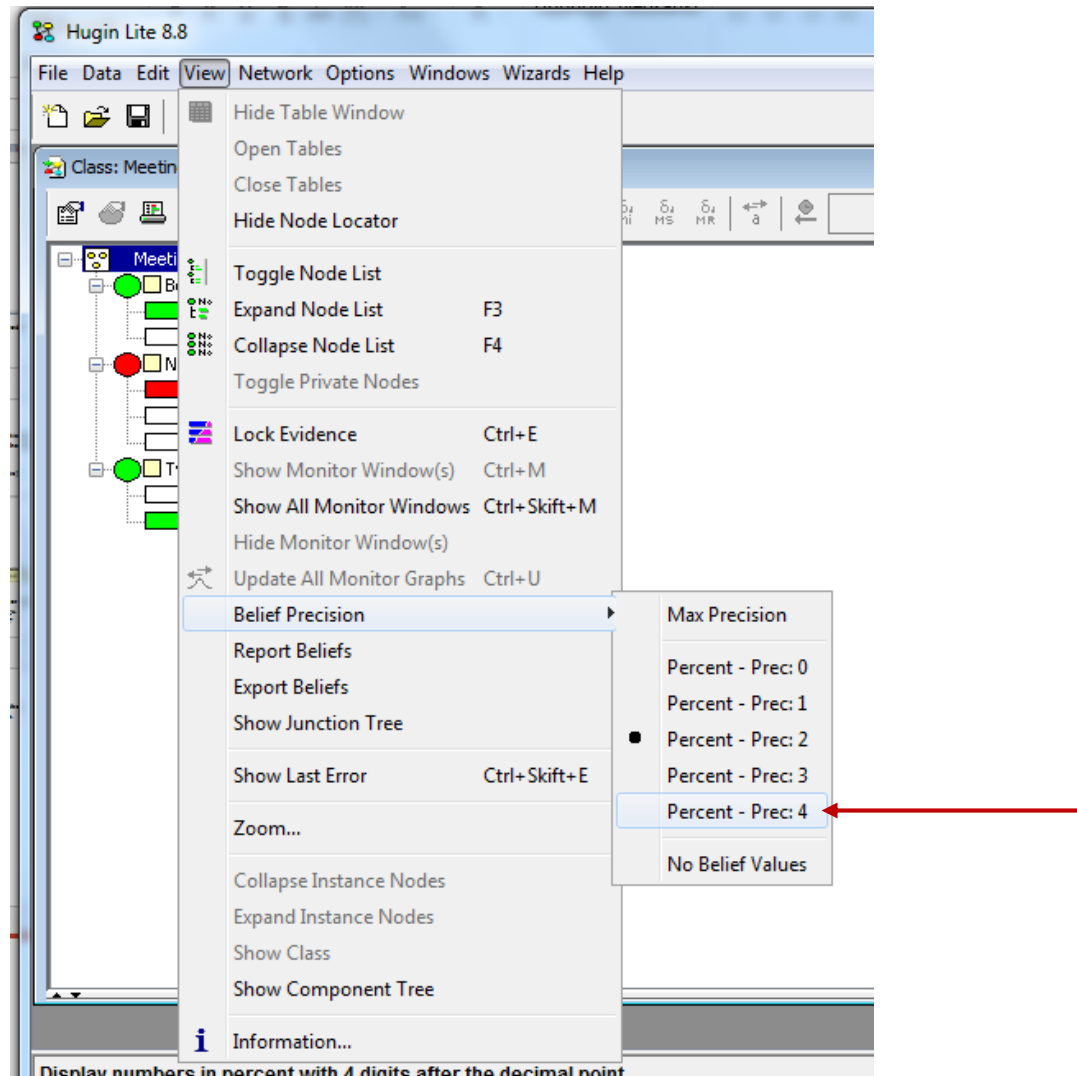 Hugin Lite 8.8
File Data Edit View Network Options Windows Wizards Help
Hide Table Window
Open Tables
Close Tables
Hide Node Locator
Toggle Node List
Expand Node List F3
Collapse Node List F4
Toggle Private Nodes
Lock Evidence Ctrl+E
Show Monitor Window(s) Ctrl+M
Show All Monitor Windows Ctrl+Skift+M
Hide Monitor Window(s)
Update All Monitor Graphs Ctrl+U
Belief Precision
Report Beliefs
Export Beliefs
Show Junction Tree
Show Last Error Ctrl+Skift+E
Zoom...
Collapse Instance Nodes
Expand Instance Nodes
Show Class
Show Component Tree
Information...
Max Precision
Percent - Prec: 0
Percent - Prec: 1
Percent - Prec: 2
Percent - Prec: 3
Percent - Prec: 4
No Belief Values
Class: Meetin
δ MS δ MR a
Meeti
B
N
T
Display numbers in percent with 4 digits after the decimal point